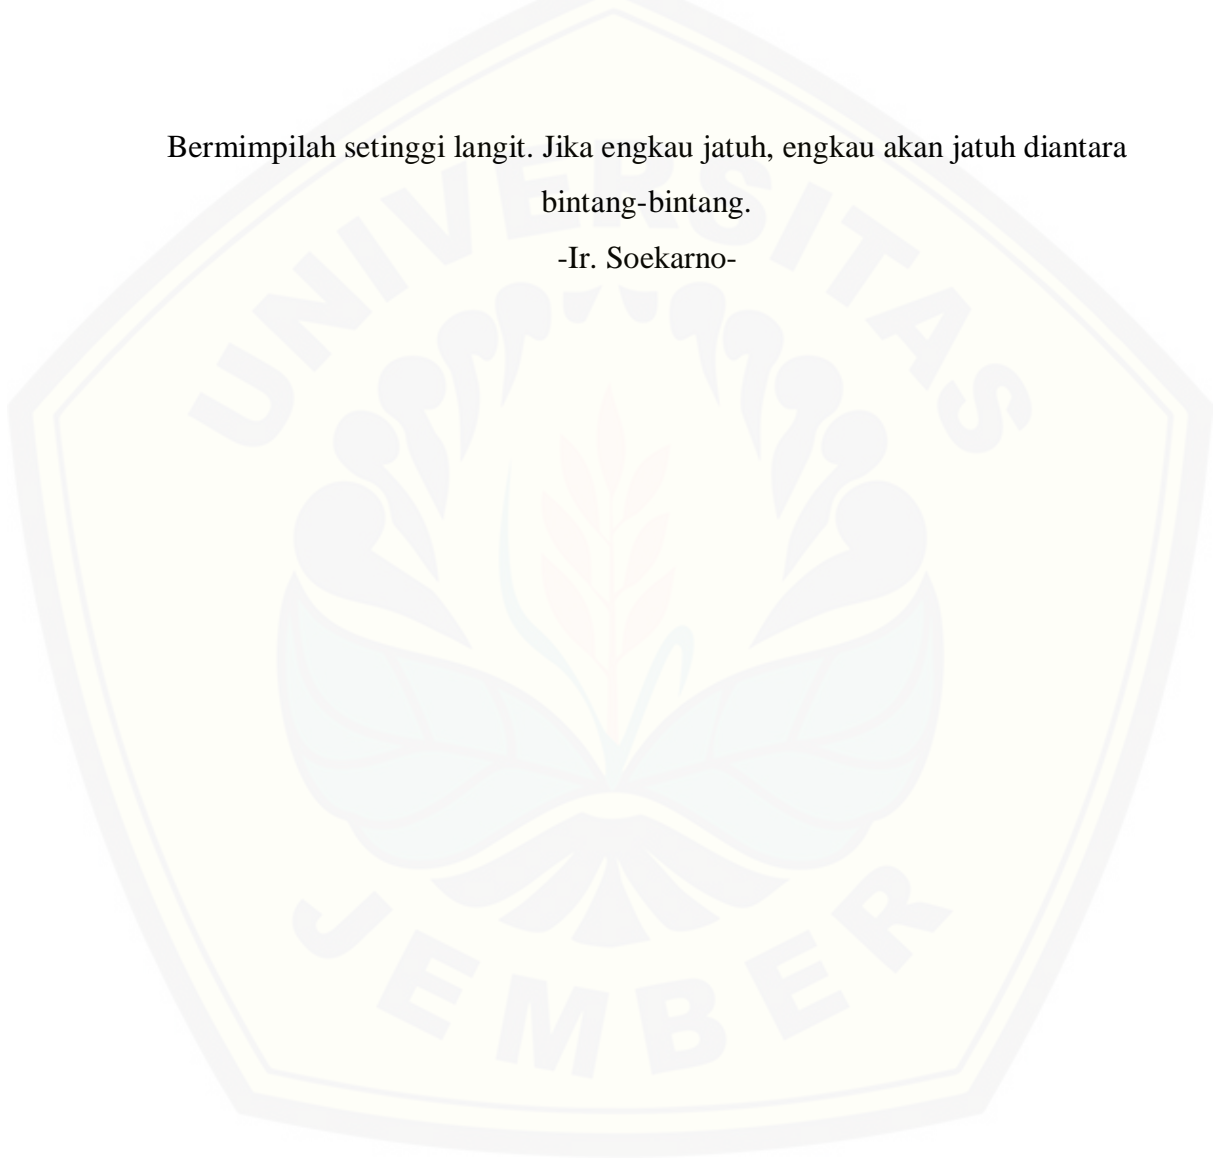 Bermimpilah setinggi langit. Jika engkau jatuh, engkau akan jatuh diantara
bintang-bintang.
-Ir. Soekarno-
UNIVERSITAS
JEMBER